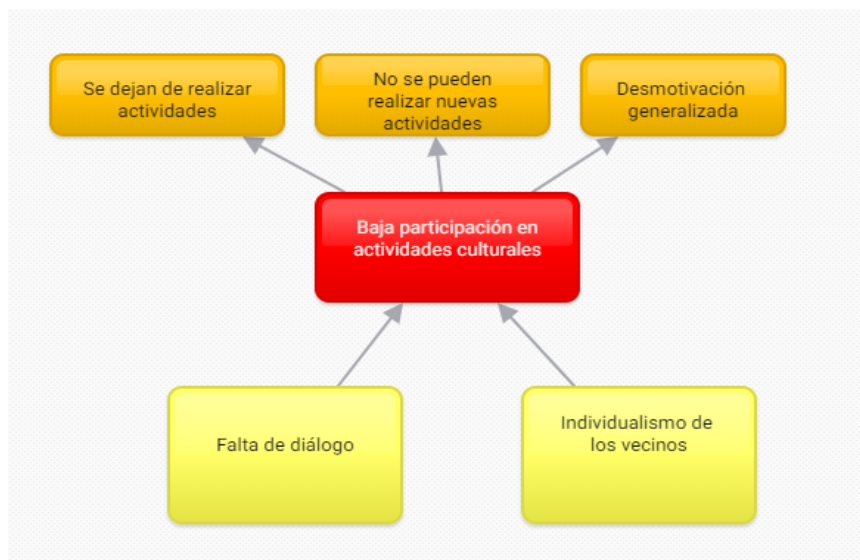 Se dejan de realizar
actividades
No se pueden
realizar nuevas
actividades
Desmotivación
generalizada
Baja participación en
actividades culturales
Falta de diálogo
Individualismo de
los vecinos